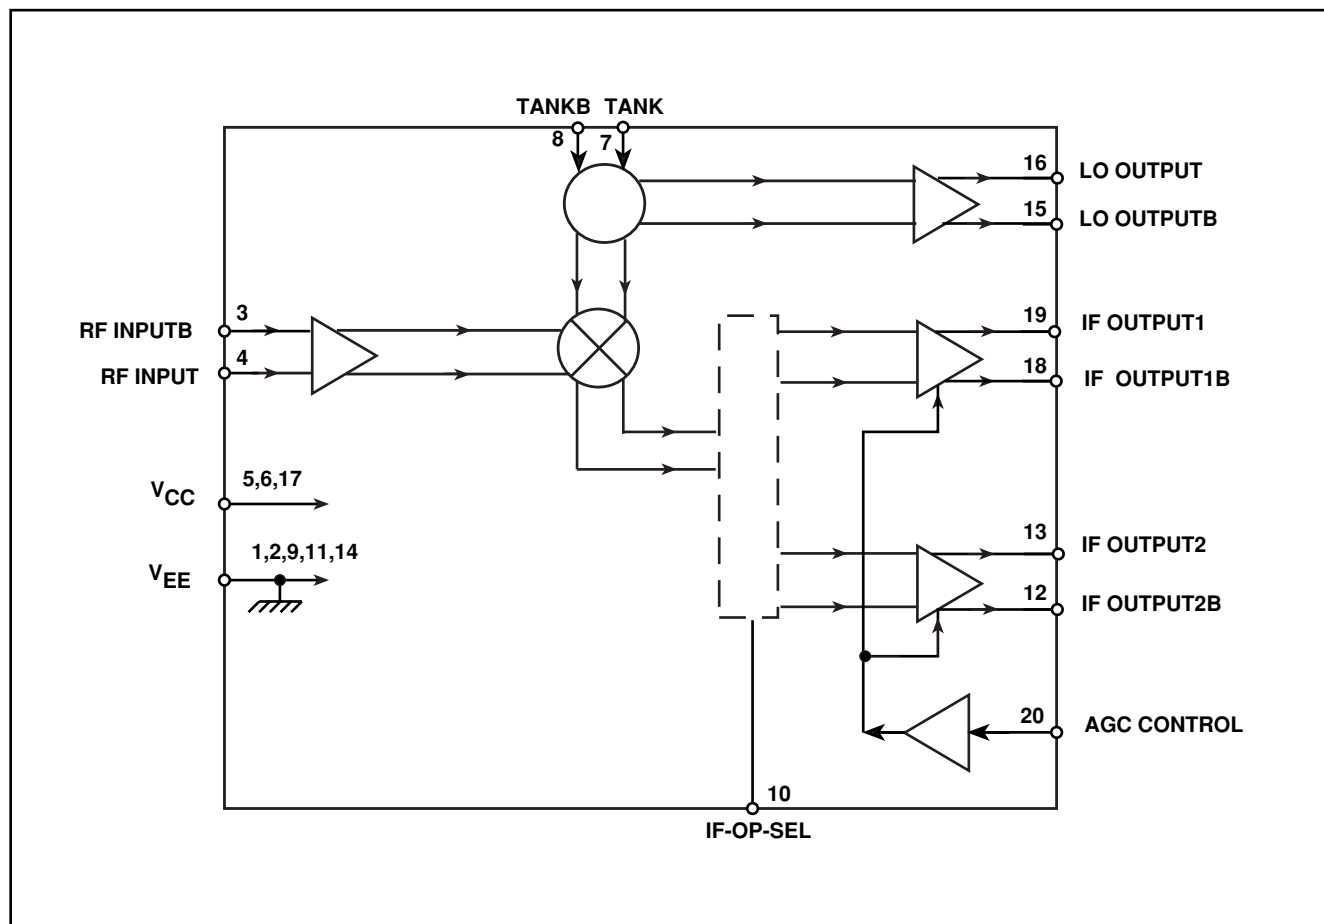 TANKB TANK
8 7
16 LO OUTPUT
15 LO OUTPUTB
RF INPUTB 3
RF INPUT 4
19 IF OUTPUT1
18 IF OUTPUT1B
VCC 5,6,17
VEE 1,2,9,11,14
13 IF OUTPUT2
12 IF OUTPUT2B
20 AGC CONTROL
10
IF-OP-SEL